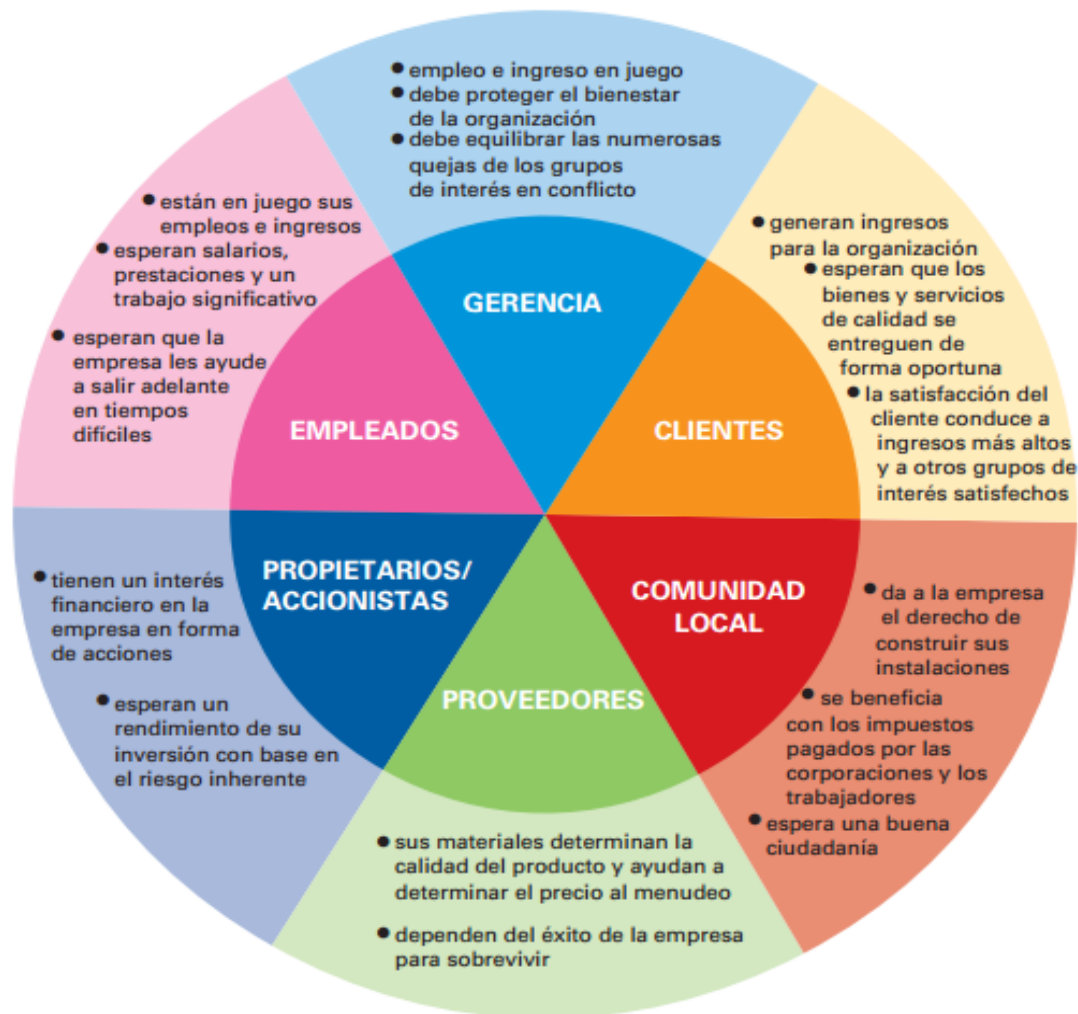 • empleo e ingreso en juego
• debe proteger el bienestar
de la organización
• debe equilibrar las numerosas
quejas de los grupos
de interés en conflicto
GERENCIA
• generan ingresos
para la organización
• esperan que los
bienes y servicios
de calidad se
entreguen de
forma oportuna
• la satisfacción del
cliente conduce a
ingresos más altos
y a otros grupos de
interés satisfechos
CLIENTES
• da a la empresa
el derecho de
construir sus
instalaciones
• se beneficia
con los impuestos
pagados por las
corporaciones y los
trabajadores
• espera una buena
ciudadanía
COMUNIDAD
LOCAL
PROVEEDORES
• sus materiales determinan la
calidad del producto y ayudan a
determinar el precio al menudeo
• dependen del éxito de la empresa
para sobrevivir
PROPIETARIOS/
ACCIONISTAS
• tienen un interés
financiero en la
empresa en forma
de acciones
• esperan un
rendimiento de su
inversión con base en
el riesgo inherente
EMPLEADOS
• están en juego sus
empleos e ingresos
• esperan salarios,
prestaciones y un
trabajo significativo
• esperan que la
empresa les ayude
a salir adelante
en tiempos
difíciles